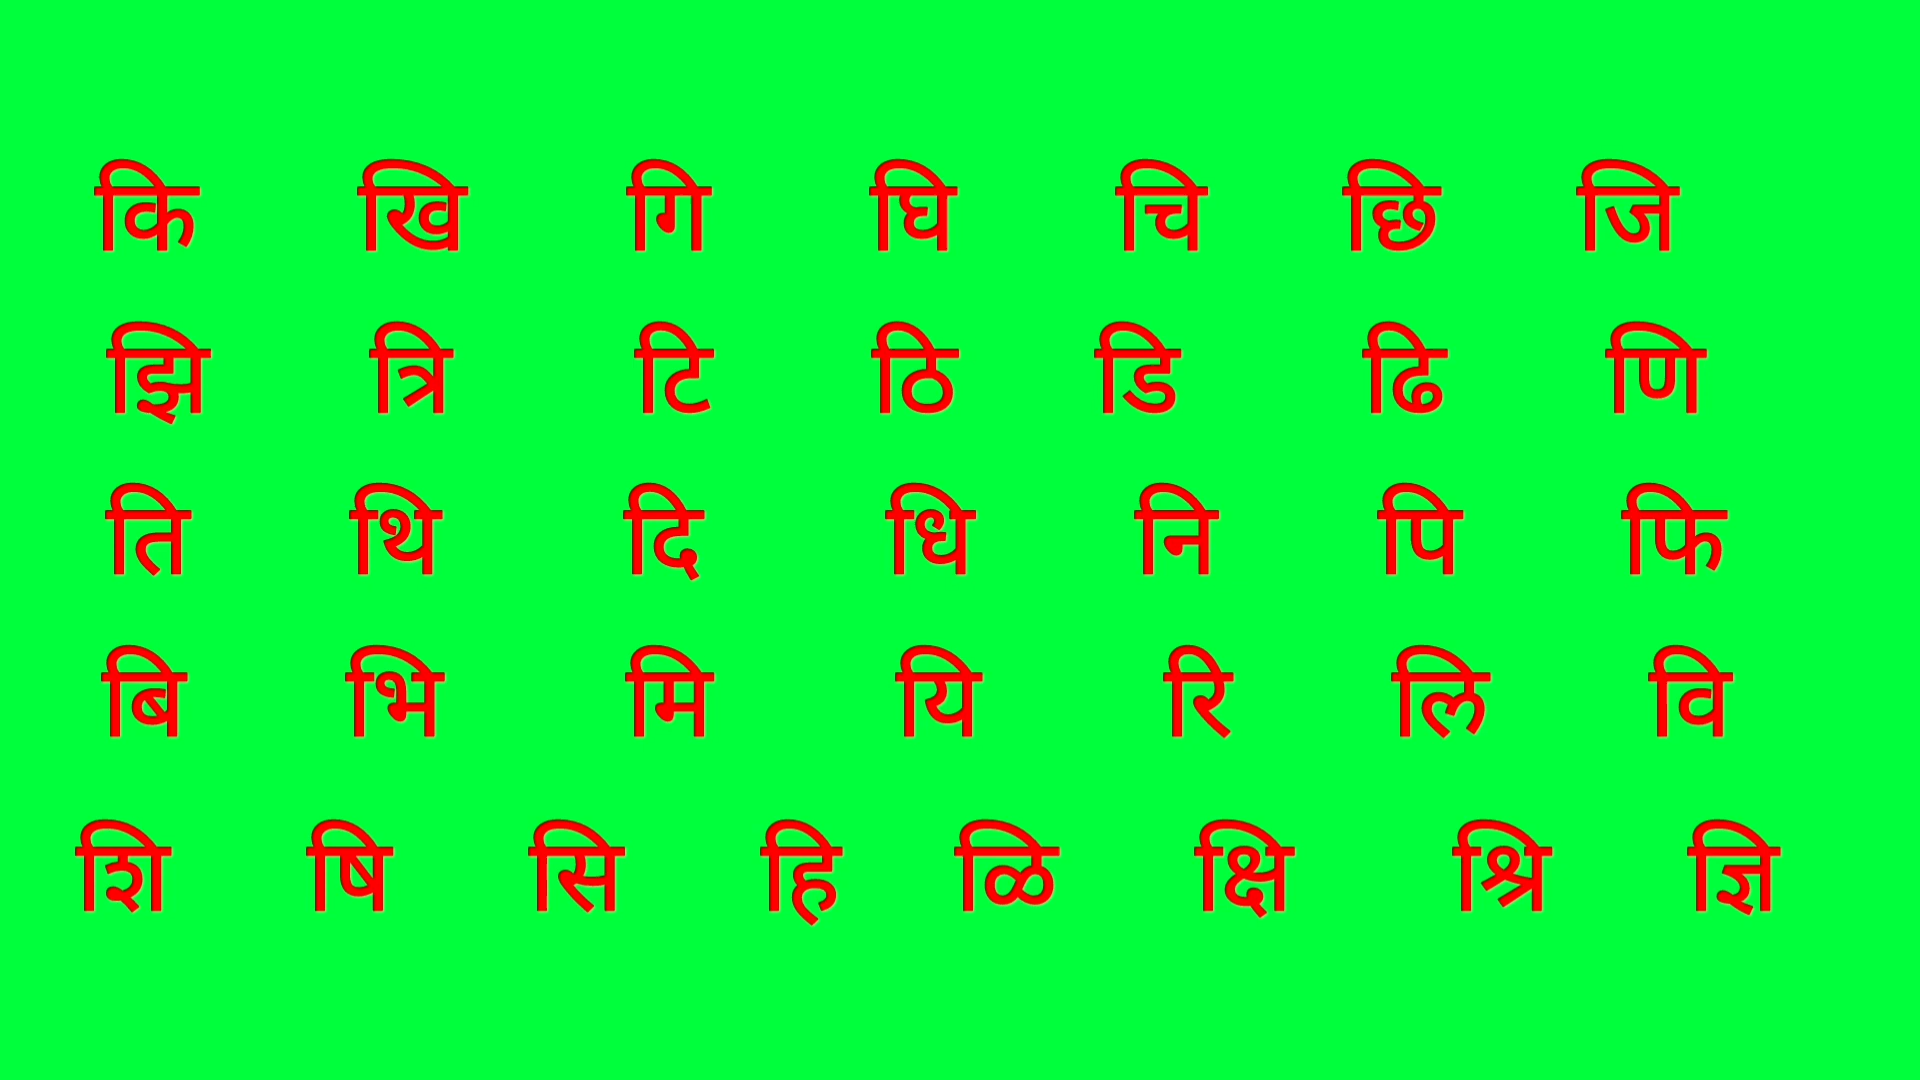 कि खि गि घि चि छि जि
झि त्रि टि ठि डि ढि णि
ति थि दि धि नि पि फि
बि भि मि यि रि लि वि
शि षि सि हि ळि क्षि श्रि ज्ञि